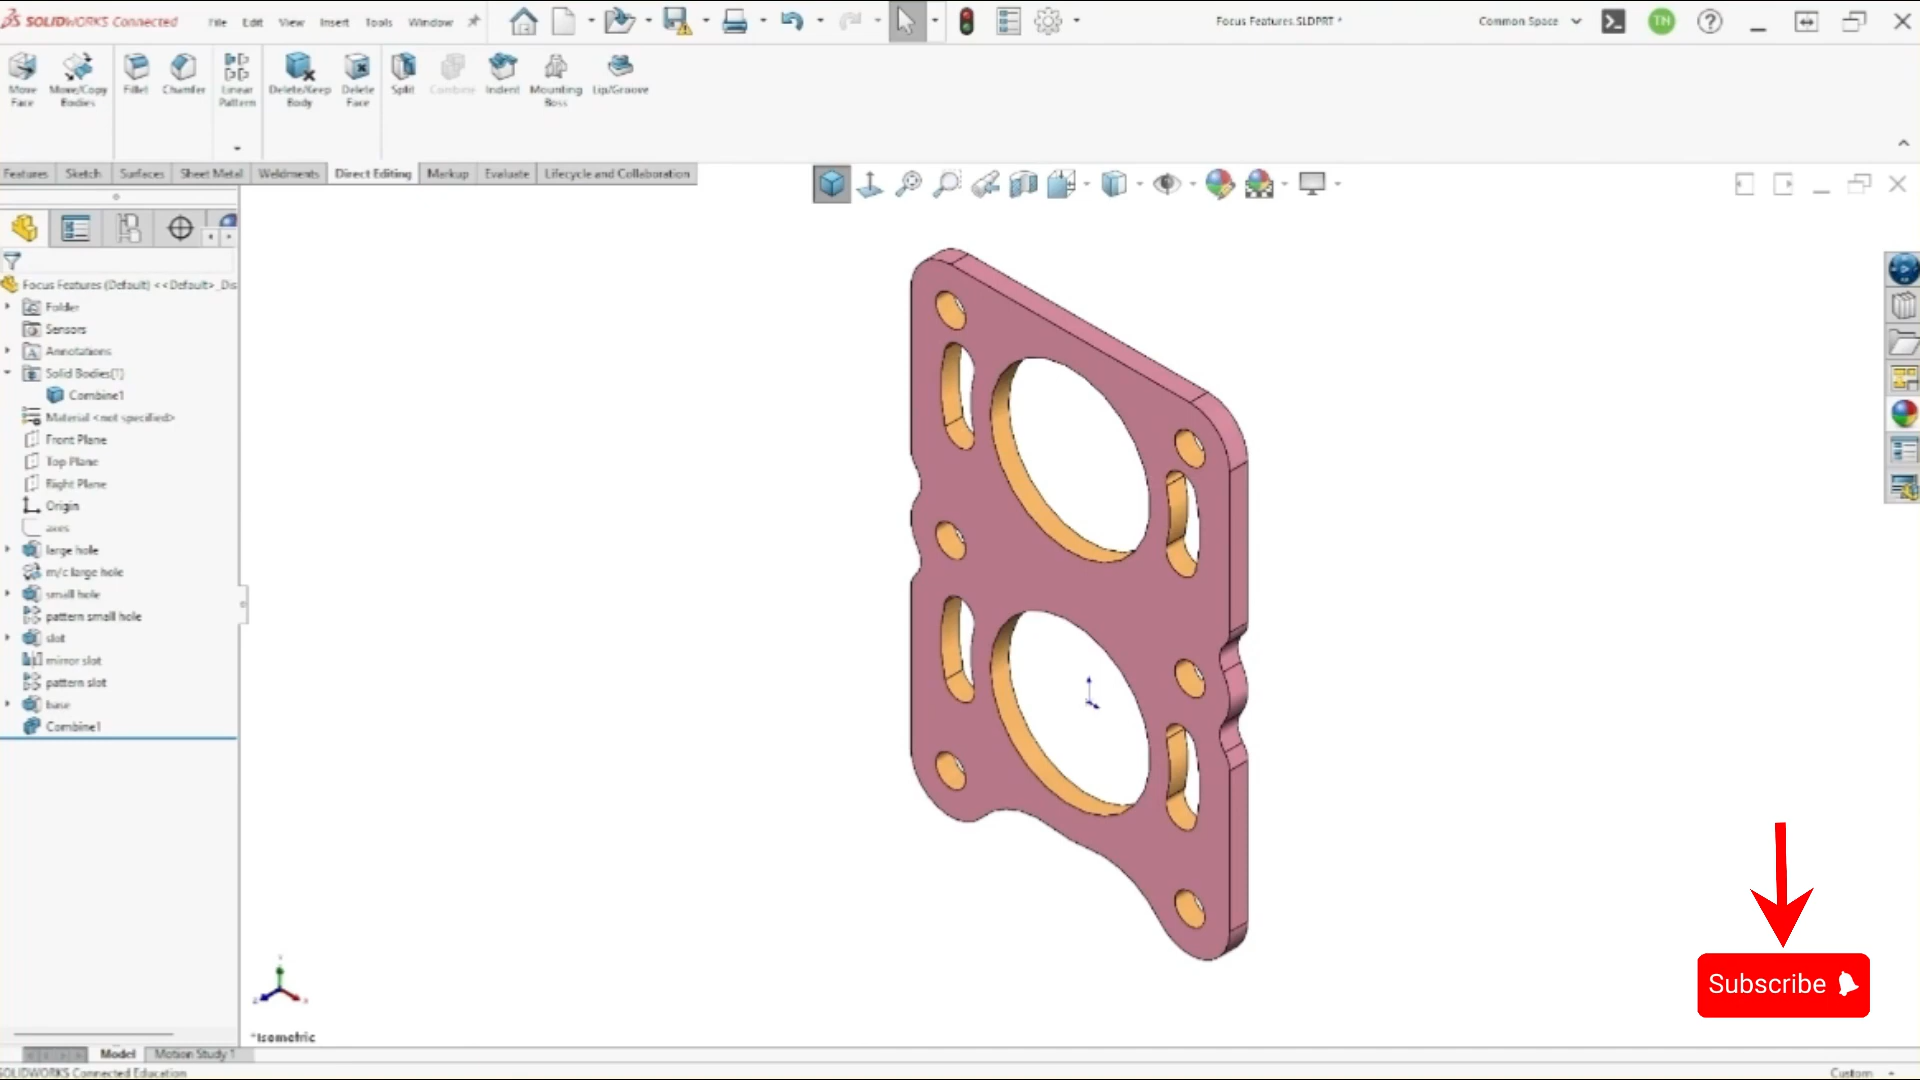 SOLIDWORKS Connected File Edit View Insert Tools Window Focus Features.SLDPRT * Common Space TN
Move Face
Move/Copy Bodies
Fillet
Chamfer
Linear Pattern
Delete/Keep Body
Delete Face
Split
Combine
Indent
Mounting Boss
Lip/Groove
Features Sketch Surfaces Sheet Metal Weldments Direct Editing Markup Evaluate Lifecycle and Collaboration
Focus Features (Default) <<Default>_Dis
Folder
Sensors
Annotations
Solid Bodies(1)
Combine1
Material <not specified>
Front Plane
Top Plane
Right Plane
Origin
axes
large hole
m/c large hole
small hole
pattern small hole
slot
mirror slot
pattern slot
base
Combine1
*Isometric
Subscribe
Model Motion Study 1
SOLIDWORKS Connected Education Custom